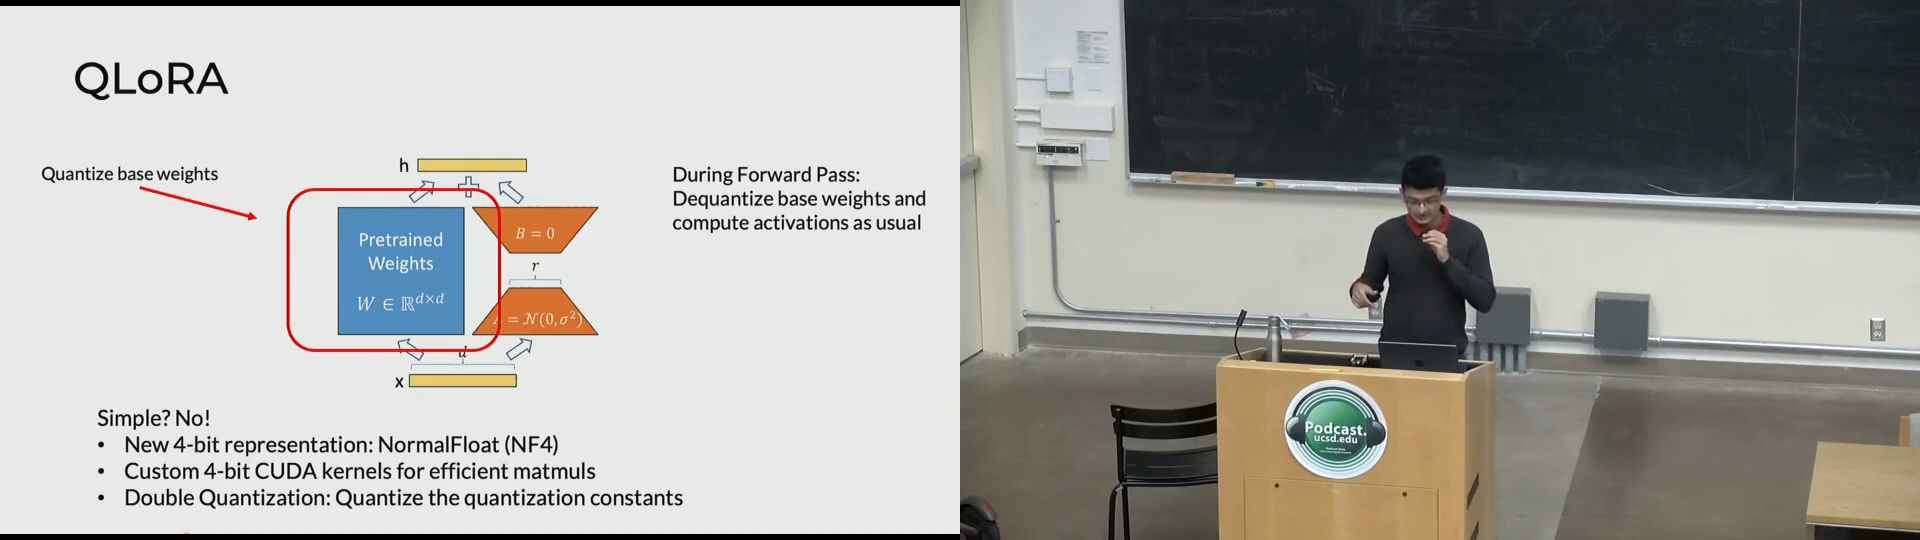 QLoRA
Quantize base weights
h
Pretrained
Weights
W ∈ ℝ^{d×d}
B = 0
r
= 𝒩(0, σ²)
d
x
During Forward Pass:
Dequantize base weights and
compute activations as usual
Simple? No!
• New 4-bit representation: NormalFloat (NF4)
• Custom 4-bit CUDA kernels for efficient matmuls
• Double Quantization: Quantize the quantization constants
Podcast.
ucsd.edu